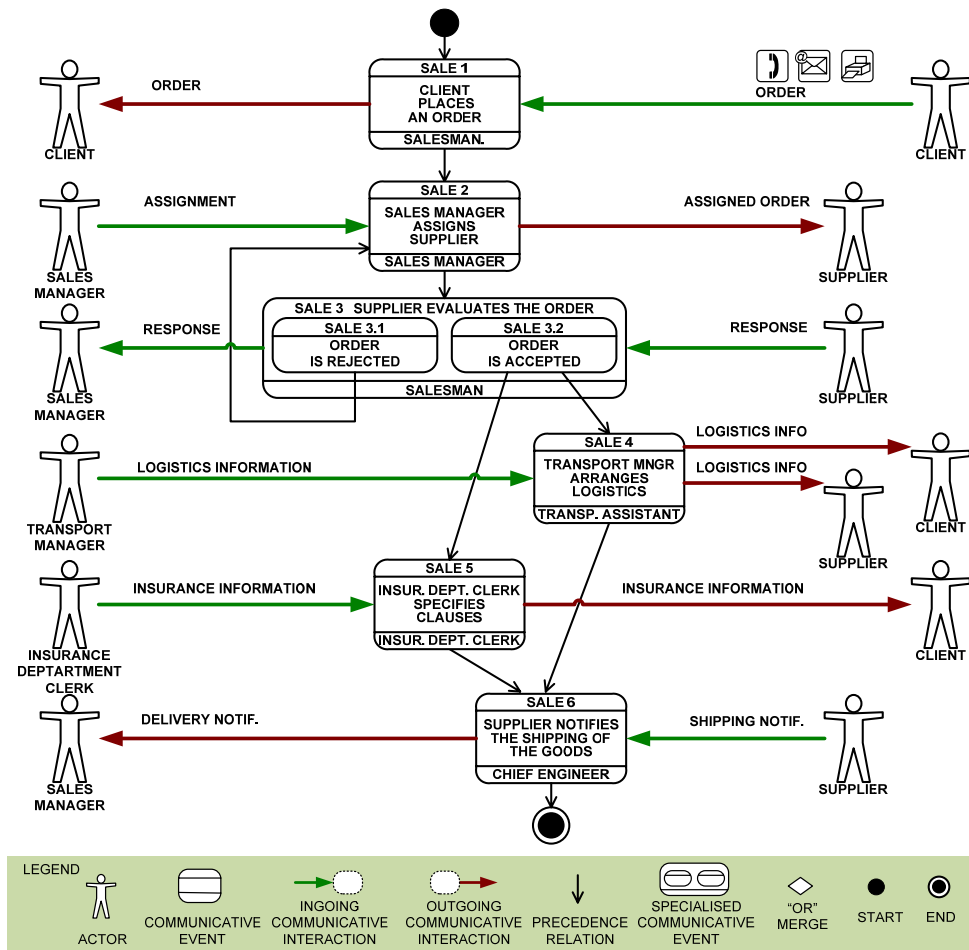 SALE 1
CLIENT
PLACES
AN ORDER
SALESMAN.
ORDER
CLIENT
@
ORDER
CLIENT
SALE 2
SALES MANAGER
ASSIGNS
SUPPLIER
SALES MANAGER
ASSIGNMENT
SALES
MANAGER
ASSIGNED ORDER
SUPPLIER
SALE 3 SUPPLIER EVALUATES THE ORDER
SALE 3.1
ORDER
IS REJECTED
SALE 3.2
ORDER
IS ACCEPTED
SALESMAN
RESPONSE
SALES
MANAGER
RESPONSE
SUPPLIER
SALE 4
TRANSPORT MNGR
ARRANGES
LOGISTICS
TRANSP. ASSISTANT
LOGISTICS INFORMATION
TRANSPORT
MANAGER
LOGISTICS INFO
LOGISTICS INFO
CLIENT
SUPPLIER
SALE 5
INSUR. DEPT. CLERK
SPECIFIES
CLAUSES
INSUR. DEPT. CLERK
INSURANCE INFORMATION
INSURANCE
DEPTARTMENT
CLERK
INSURANCE INFORMATION
CLIENT
SALE 6
SUPPLIER NOTIFIES
THE SHIPPING OF
THE GOODS
CHIEF ENGINEER
DELIVERY NOTIF.
SALES
MANAGER
SHIPPING NOTIF.
SUPPLIER
LEGEND
ACTOR
COMMUNICATIVE
EVENT
INGOING
COMMUNICATIVE
INTERACTION
OUTGOING
COMMUNICATIVE
INTERACTION
PRECEDENCE
RELATION
SPECIALISED
COMMUNICATIVE
EVENT
“OR”
MERGE
START
END